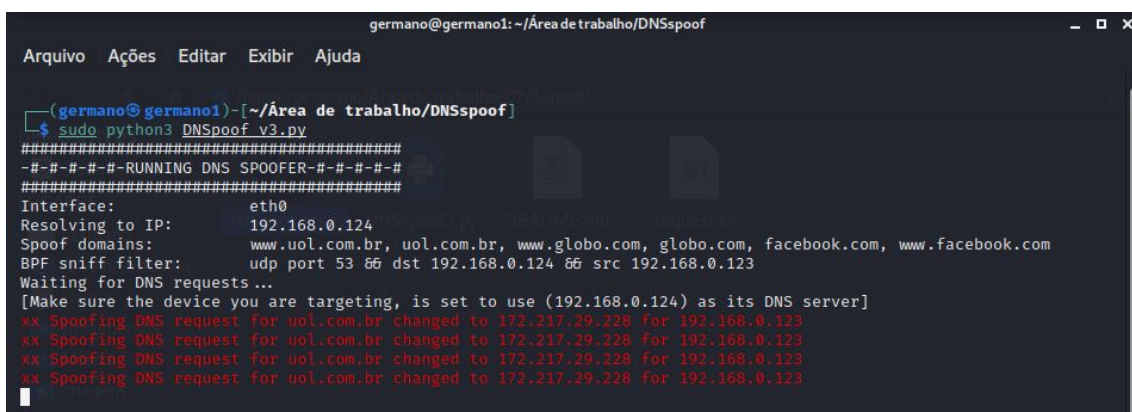 germano@germano1: ~/Área de trabalho/DNSspoof
Arquivo Ações Editar Exibir Ajuda
(germano㉿germano1)-[~/Área de trabalho/DNSspoof]
$ sudo python3 DNSpoof_v3.py
########################################
-#-#-#-#-#-RUNNING DNS SPOOFER-#-#-#-#-#
########################################
Interface: eth0
Resolving to IP: 192.168.0.124
Spoof domains: www.uol.com.br, uol.com.br, www.globo.com, globo.com, facebook.com, www.facebook.com
BPF sniff filter: udp port 53 && dst 192.168.0.124 && src 192.168.0.123
Waiting for DNS requests...
[Make sure the device you are targeting, is set to use (192.168.0.124) as its DNS server]
xx Spoofing DNS request for uol.com.br changed to 172.217.29.228 for 192.168.0.123
xx Spoofing DNS request for uol.com.br changed to 172.217.29.228 for 192.168.0.123
xx Spoofing DNS request for uol.com.br changed to 172.217.29.228 for 192.168.0.123
xx Spoofing DNS request for uol.com.br changed to 172.217.29.228 for 192.168.0.123